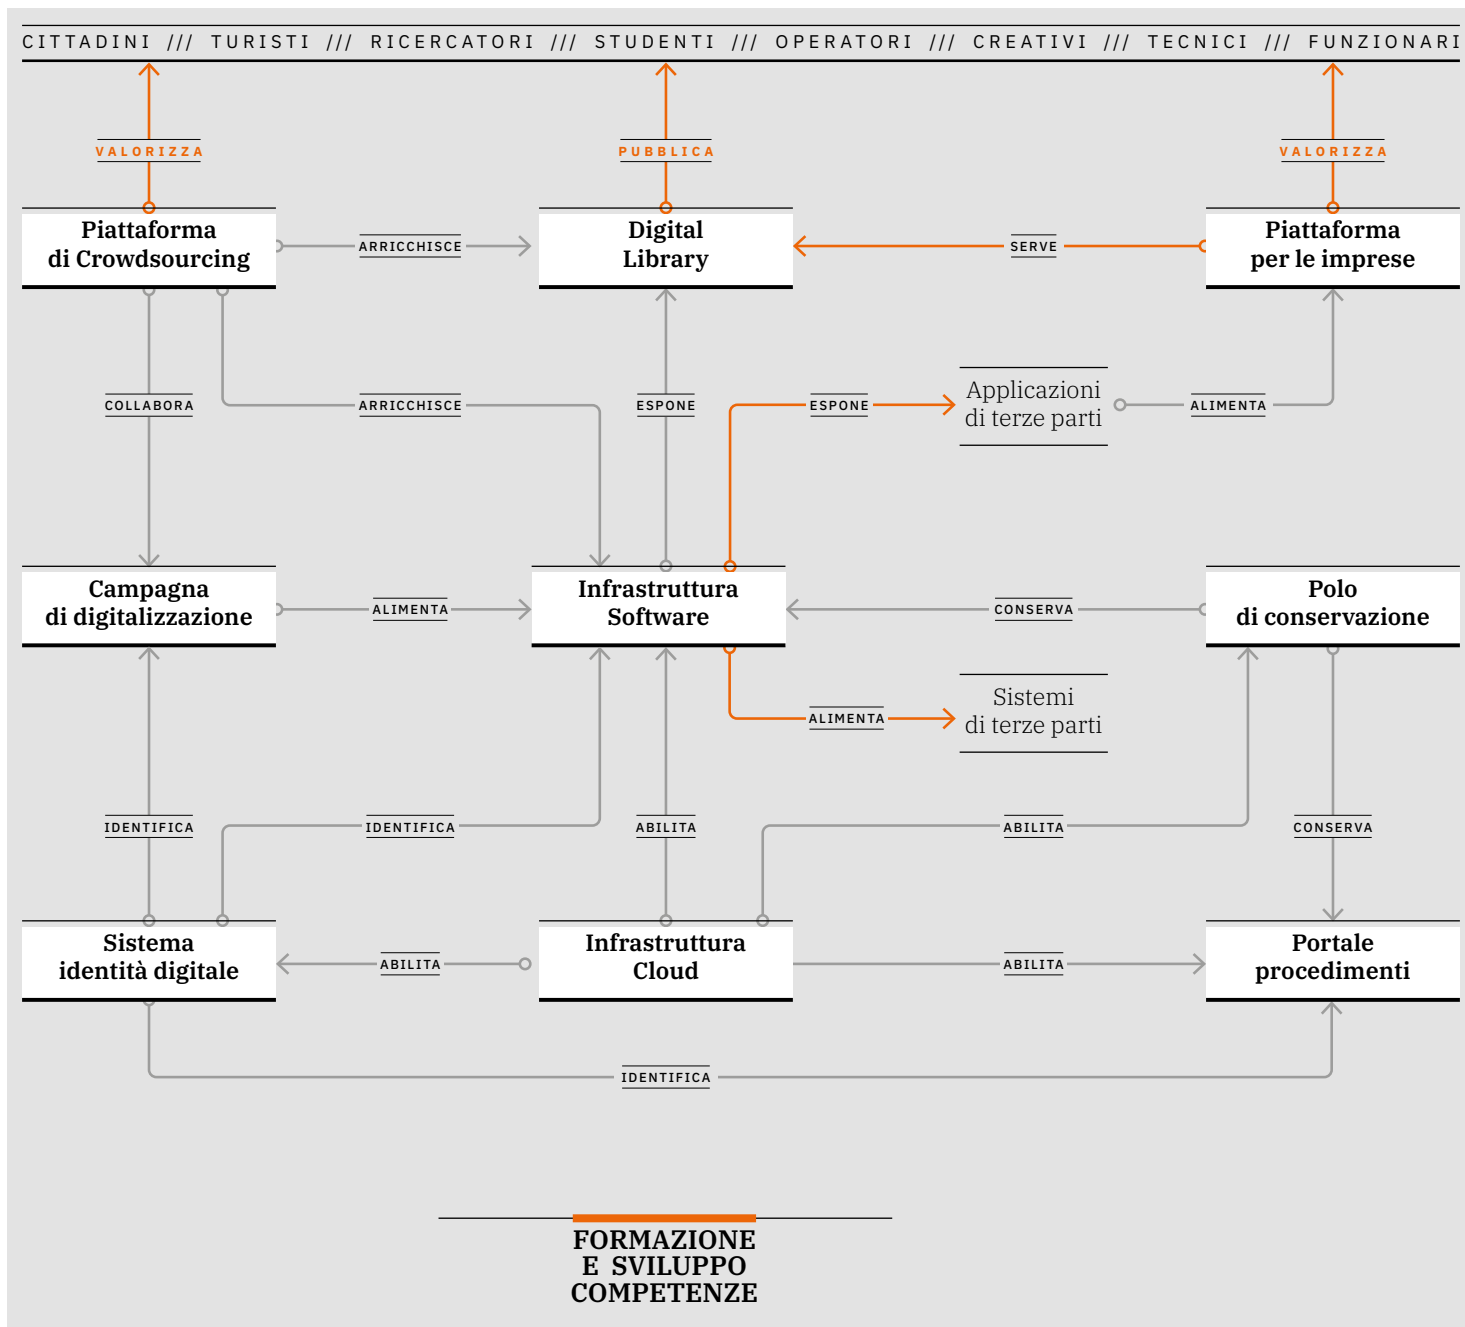 CITTADINI /// TURISTI /// RICERCATORI /// STUDENTI /// OPERATORI /// CREATIVI /// TECNICI /// FUNZIONARI
VALORIZZA
PUBBLICA
VALORIZZA
Piattaforma
di Crowdsourcing
ARRICCHISCE
Digital
Library
SERVE
Piattaforma
per le imprese
COLLABORA
ARRICCHISCE
ESPONE
ESPONE
Applicazioni
di terze parti
ALIMENTA
Campagna
di digitalizzazione
ALIMENTA
Infrastruttura
Software
CONSERVA
Polo
di conservazione
ALIMENTA
Sistemi
di terze parti
IDENTIFICA
IDENTIFICA
ABILITA
ABILITA
CONSERVA
Sistema
identità digitale
ABILITA
Infrastruttura
Cloud
ABILITA
Portale
procedimenti
IDENTIFICA
FORMAZIONE
E SVILUPPO
COMPETENZE